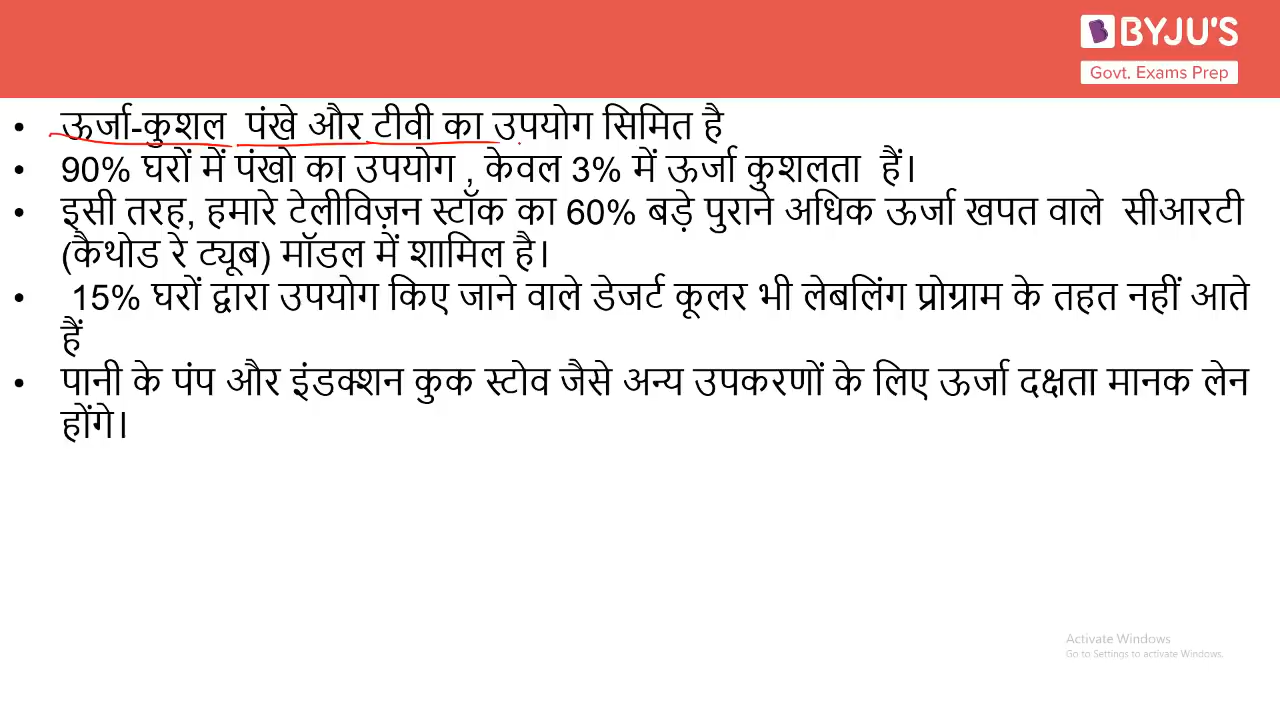 BYJU'S
Govt. Exams Prep
• ऊर्जा-कुशल पंखे और टीवी का उपयोग सिमित है
• 90% घरों में पंखो का उपयोग , केवल 3% में ऊर्जा कुशलता हैं।
• इसी तरह, हमारे टेलीविज़न स्टॉक का 60% बड़े पुराने अधिक ऊर्जा खपत वाले सीआरटी
(कैथोड रे ट्यूब) मॉडल में शामिल है।
• 15% घरों द्वारा उपयोग किए जाने वाले डेजर्ट कूलर भी लेबलिंग प्रोग्राम के तहत नहीं आते
हैं
• पानी के पंप और इंडक्शन कुक स्टोव जैसे अन्य उपकरणों के लिए ऊर्जा दक्षता मानक लेन
होंगे।
Activate Windows
Go to Settings to activate Windows.